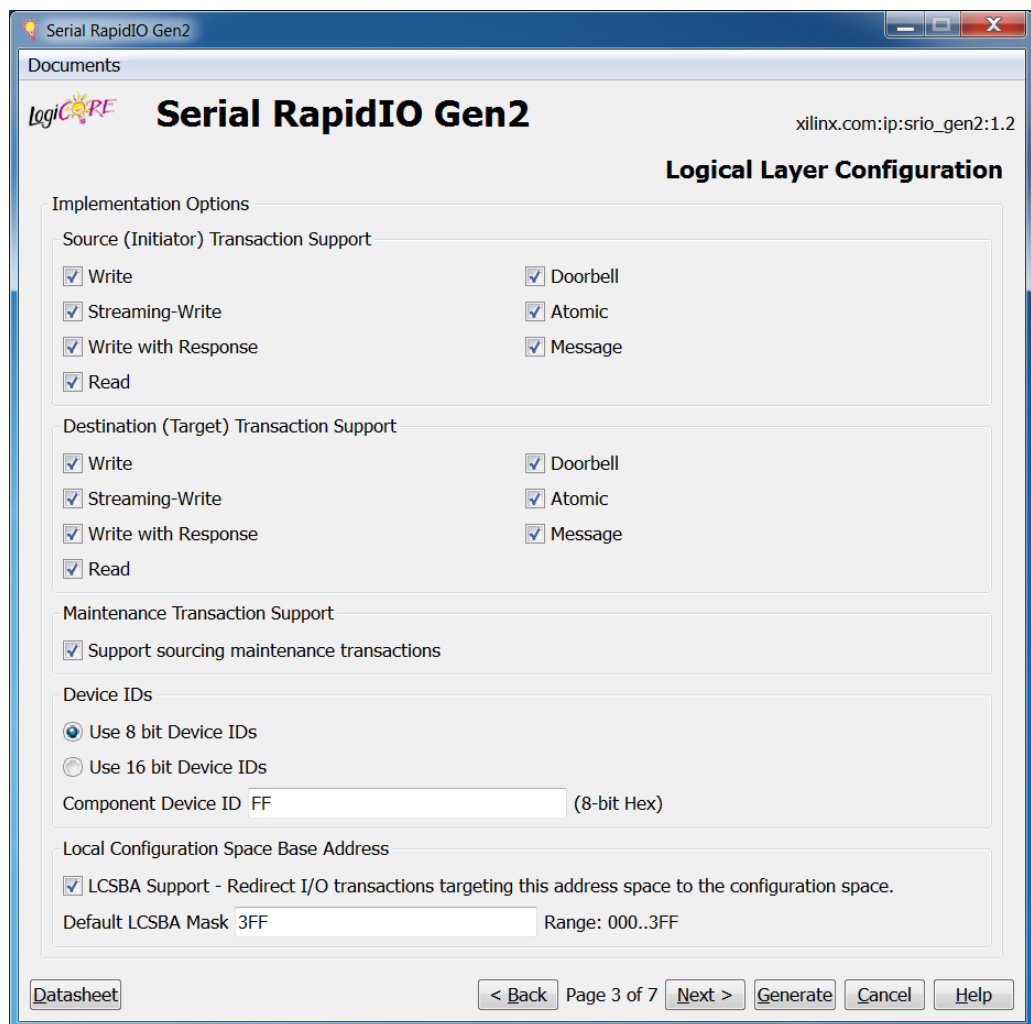 Serial RapidIO Gen2
Documents
logiCORE
Serial RapidIO Gen2
xilinx.com:ip:srio_gen2:1.2
Logical Layer Configuration
Implementation Options
Source (Initiator) Transaction Support
Write Doorbell
Streaming-Write Atomic
Write with Response Message
Read
Destination (Target) Transaction Support
Write Doorbell
Streaming-Write Atomic
Write with Response Message
Read
Maintenance Transaction Support
Support sourcing maintenance transactions
Device IDs
Use 8 bit Device IDs
Use 16 bit Device IDs
Component Device ID FF (8-bit Hex)
Local Configuration Space Base Address
LCSBA Support - Redirect I/O transactions targeting this address space to the configuration space.
Default LCSBA Mask 3FF Range: 000..3FF
Datasheet < Back Page 3 of 7 Next > Generate Cancel Help